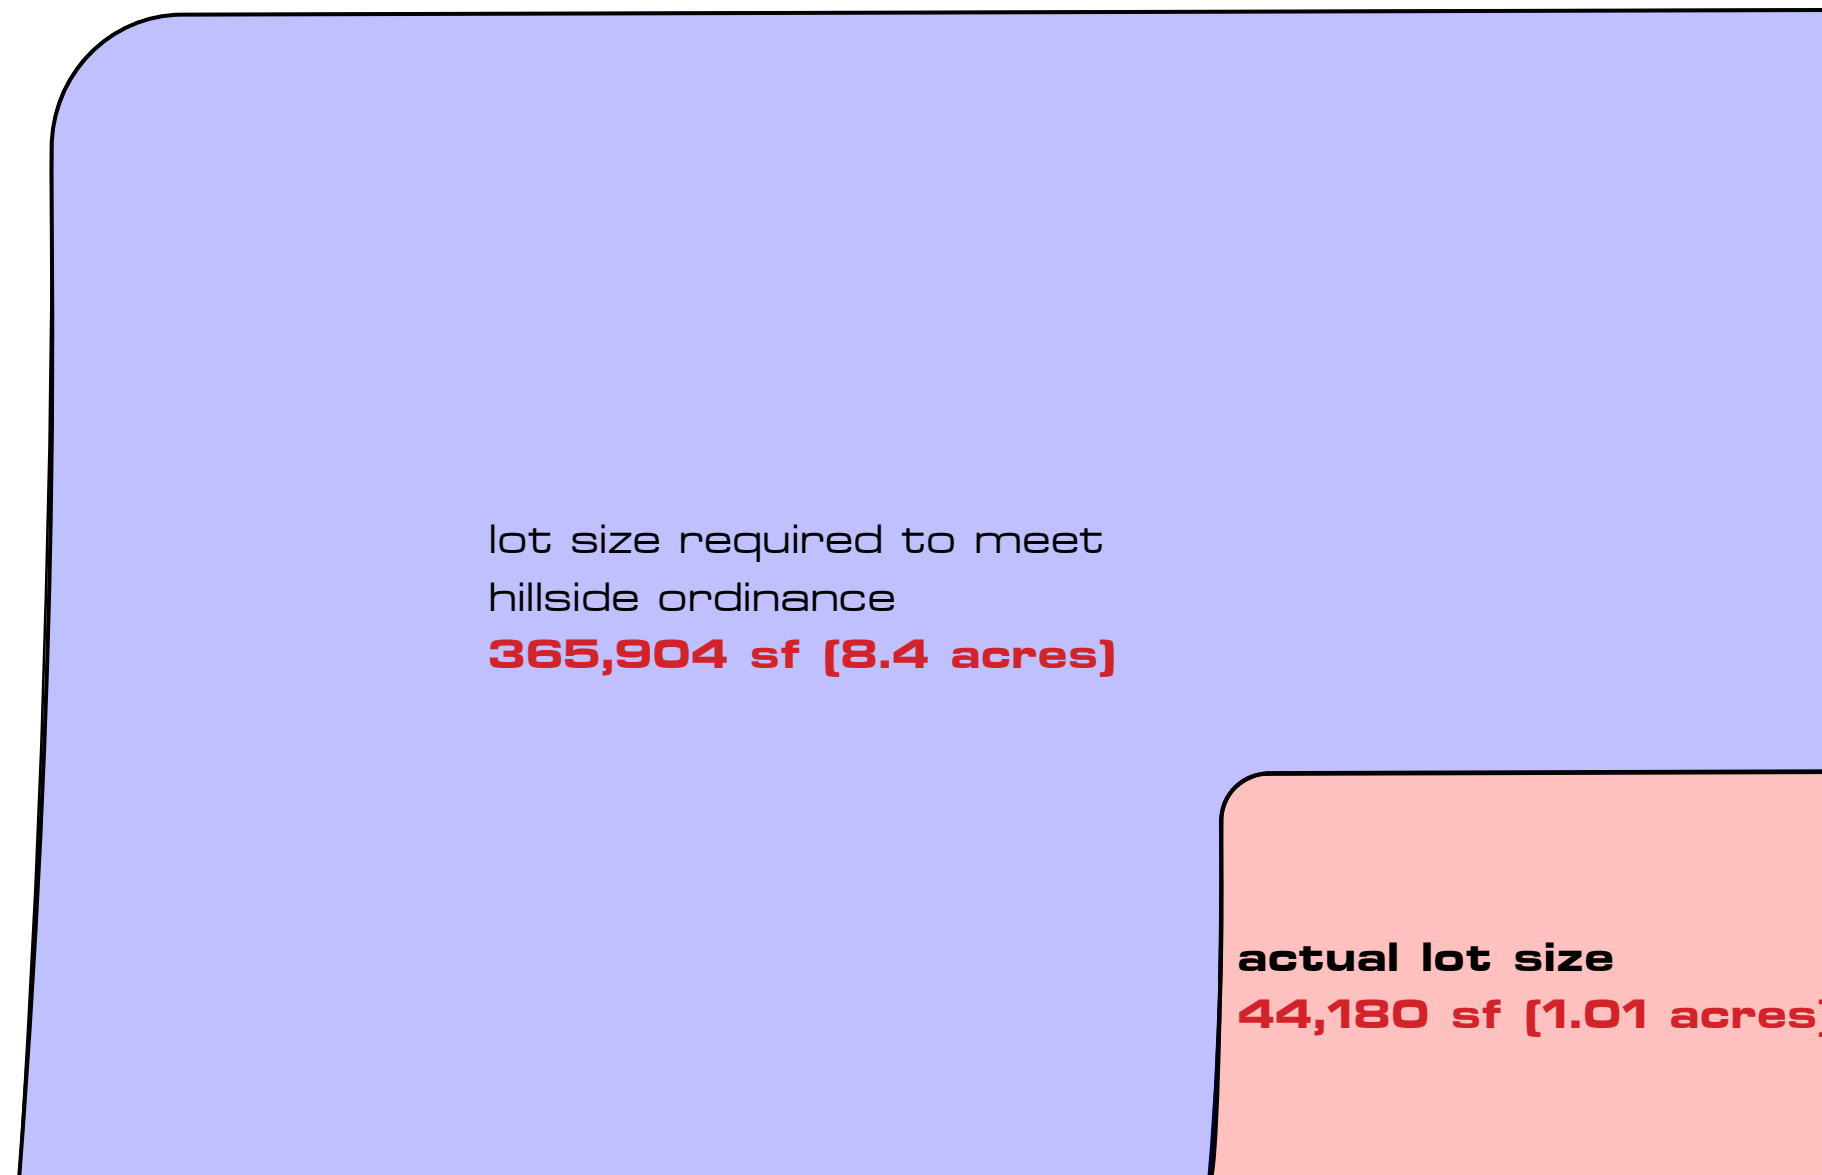 lot size required to meet
hillside ordinance
365,904 sf (8.4 acres)
actual lot size
44,180 sf (1.01 acres)